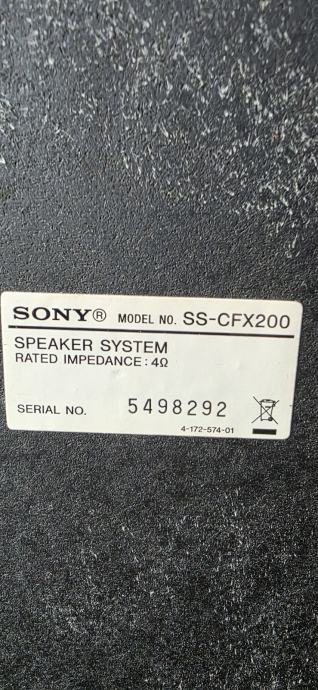 SONY® MODEL NO. SS-CFX200
SPEAKER SYSTEM
RATED IMPEDANCE : 4Ω
SERIAL NO. 5498292
4-172-574-01